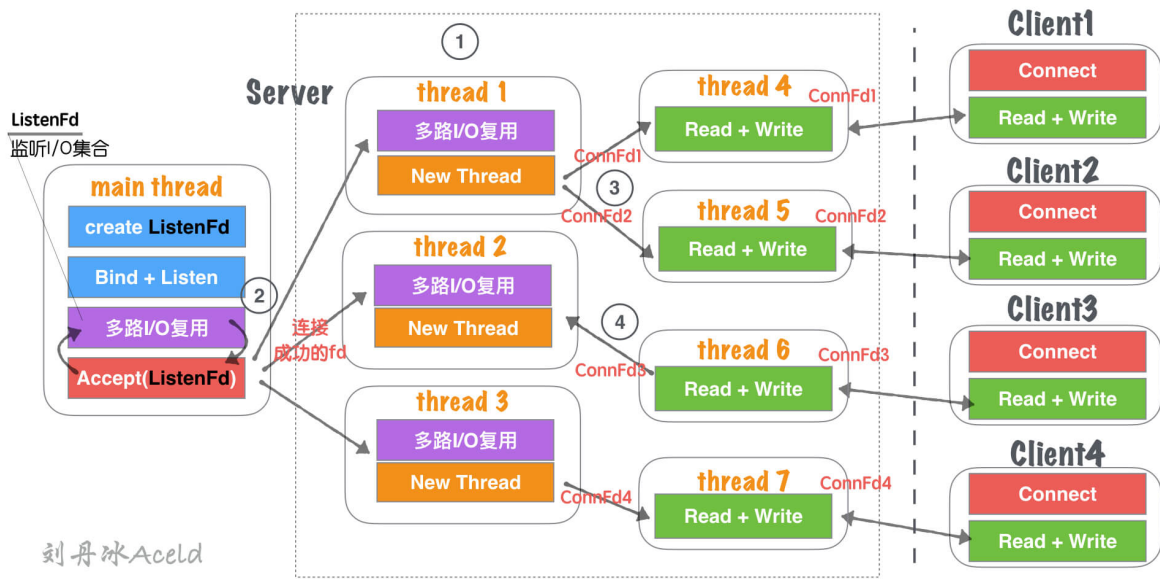 Server
①
ListenFd
监听I/O集合
main thread
create ListenFd
Bind + Listen
多路I/O复用
Accept(ListenFd)
②
连接
成功的fd
thread 1
多路I/O复用
New Thread
thread 2
多路I/O复用
New Thread
thread 3
多路I/O复用
New Thread
ConnFd1
③
ConnFd2
④
ConnFd3
ConnFd4
thread 4
Read + Write
thread 5
Read + Write
thread 6
Read + Write
thread 7
Read + Write
ConnFd1
ConnFd2
ConnFd3
ConnFd4
Client1
Connect
Read + Write
Client2
Connect
Read + Write
Client3
Connect
Read + Write
Client4
Connect
Read + Write
刘丹冰Aceld